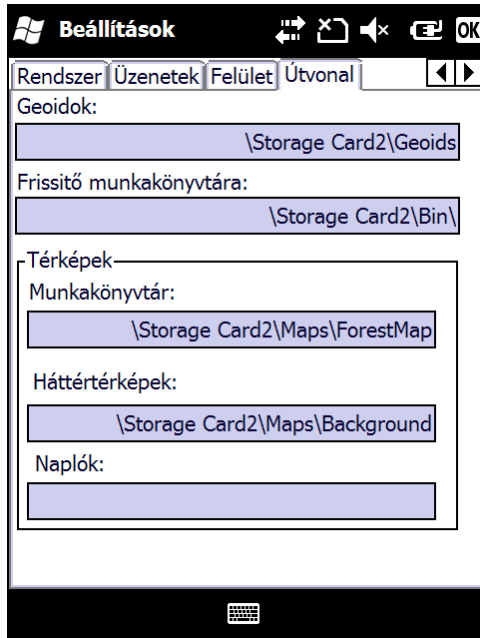 Beállítások
OK
Rendszer Üzenetek Felület Útvonal
Geoidok:
\Storage Card2\Geoids
Frissitő munkakönyvtára:
\Storage Card2\Bin\
Térképek
Munkakönyvtár:
\Storage Card2\Maps\ForestMap
Háttértérképek:
\Storage Card2\Maps\Background
Naplók: